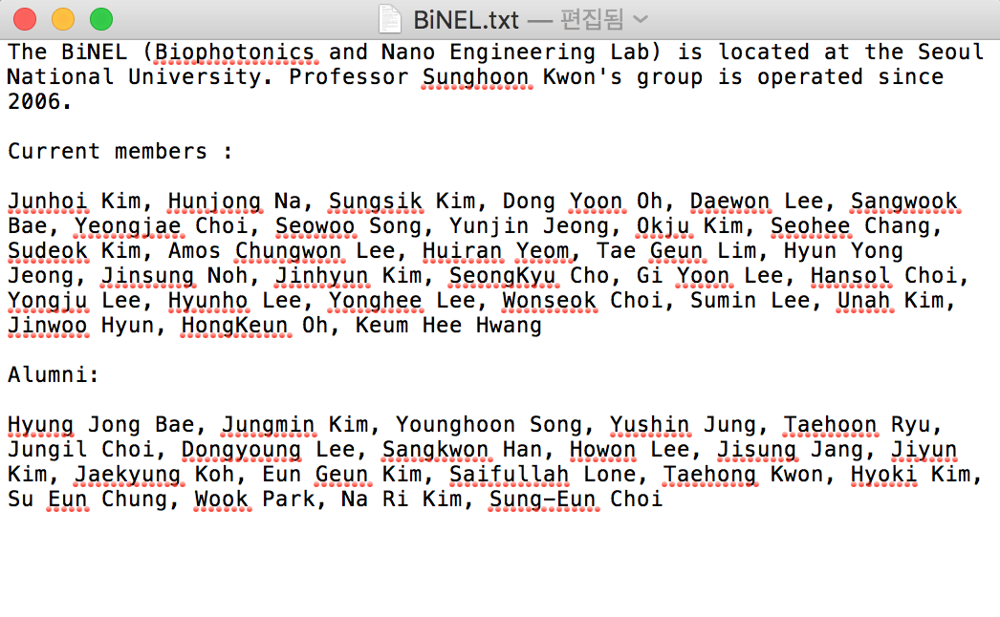 BiNEL.txt — 편집됨
The BiNEL (Biophotonics and Nano Engineering Lab) is located at the Seoul
National University. Professor Sunghoon Kwon's group is operated since
2006.
Current members :
Junhoi Kim, Hunjong Na, Sungsik Kim, Dong Yoon Oh, Daewon Lee, Sangwook
Bae, Yeongjae Choi, Seowoo Song, Yunjin Jeong, Okju Kim, Seohee Chang,
Sudeok Kim, Amos Chungwon Lee, Huiran Yeom, Tae Geun Lim, Hyun Yong
Jeong, Jinsung Noh, Jinhyun Kim, SeongKyu Cho, Gi Yoon Lee, Hansol Choi,
Yongju Lee, Hyunho Lee, Yonghee Lee, Wonseok Choi, Sumin Lee, Unah Kim,
Jinwoo Hyun, HongKeun Oh, Keum Hee Hwang
Alumni:
Hyung Jong Bae, Jungmin Kim, Younghoon Song, Yushin Jung, Taehoon Ryu,
Jungil Choi, Dongyoung Lee, Sangkwon Han, Howon Lee, Jisung Jang, Jiyun
Kim, Jaekyung Koh, Eun Geun Kim, Saifullah Lone, Taehong Kwon, Hyoki Kim,
Su Eun Chung, Wook Park, Na Ri Kim, Sung-Eun Choi